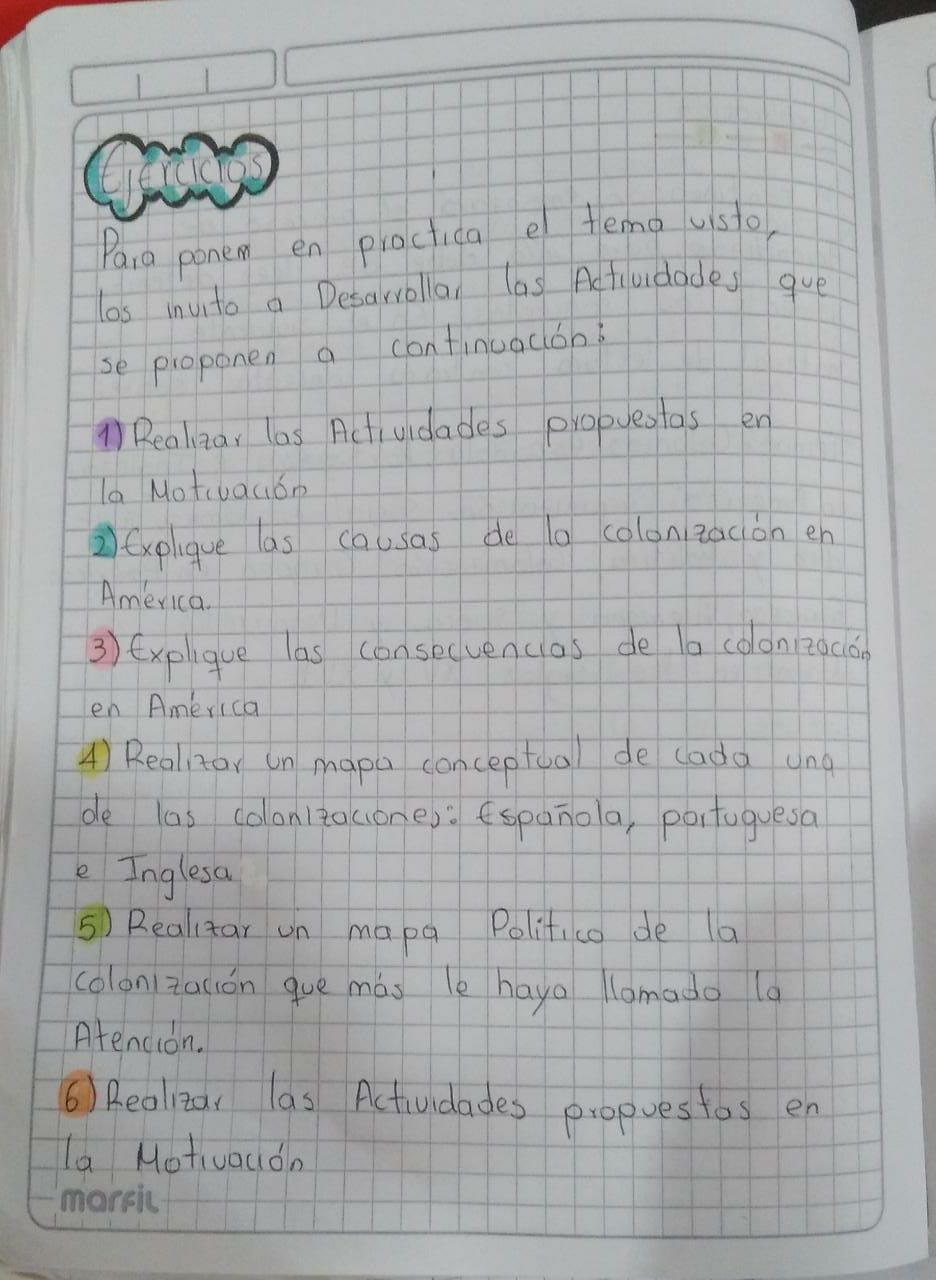 Ejercicios
Para ponem en practica el tema visto,
los invito a Desarrollar las Actividades que
se proponen a continuación:
1) Realizar las Actividades propuestas en
la Motivación
2) Explique las causas de la colonización en
América.
3) Explique las consecuencias de la colonización
en América
4) Realizar un mapa conceptual de cada una
de las colonizaciones: Española, portuguesa
e Inglesa
5) Realizar un mapa Politico de la
colonización que más le haya llamado la
Atención.
6) Realizar las Actividades propuestas en
la Motivación
marfil